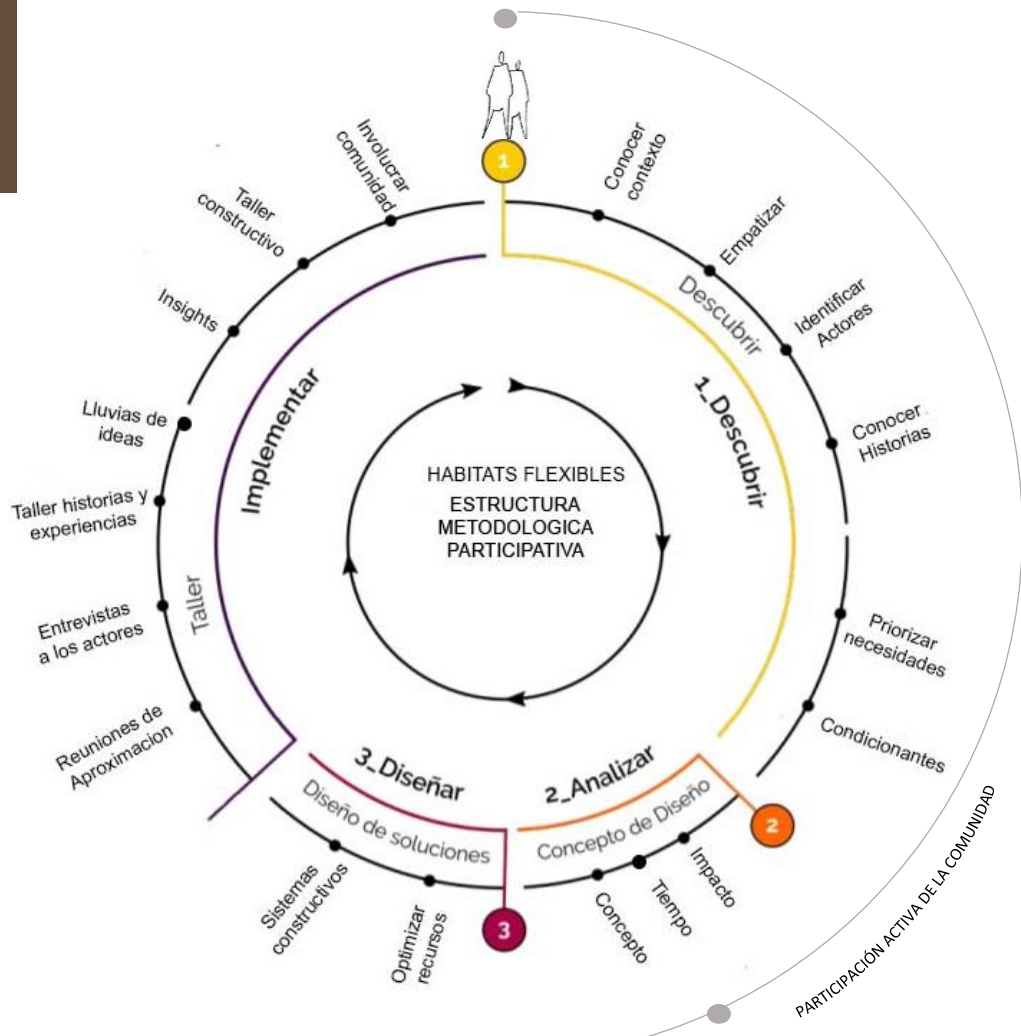 1
Conocer
contexto
Empatizar
Identificar
Actores
Conocer
Historias
Descubrir
1_Descubrir
Priorizar
necesidades
Condicionantes
2
2_Analizar
Concepto de Diseño
Impacto
Tiempo
Concepto
3
3_Diseñar
Diseño de soluciones
Optimizar
recursos
Sistemas
constructivos
Implementar
Taller
Reuniones de
Aproximacion
Entrevistas
a los actores
Taller historias y
experiencias
Lluvias de
ideas
Insights
Taller
constructivo
Involucrar
comunidad
HABITATS FLEXIBLES
ESTRUCTURA
METODOLOGICA
PARTICIPATIVA
PARTICIPACIÓN ACTIVA DE LA COMUNIDAD